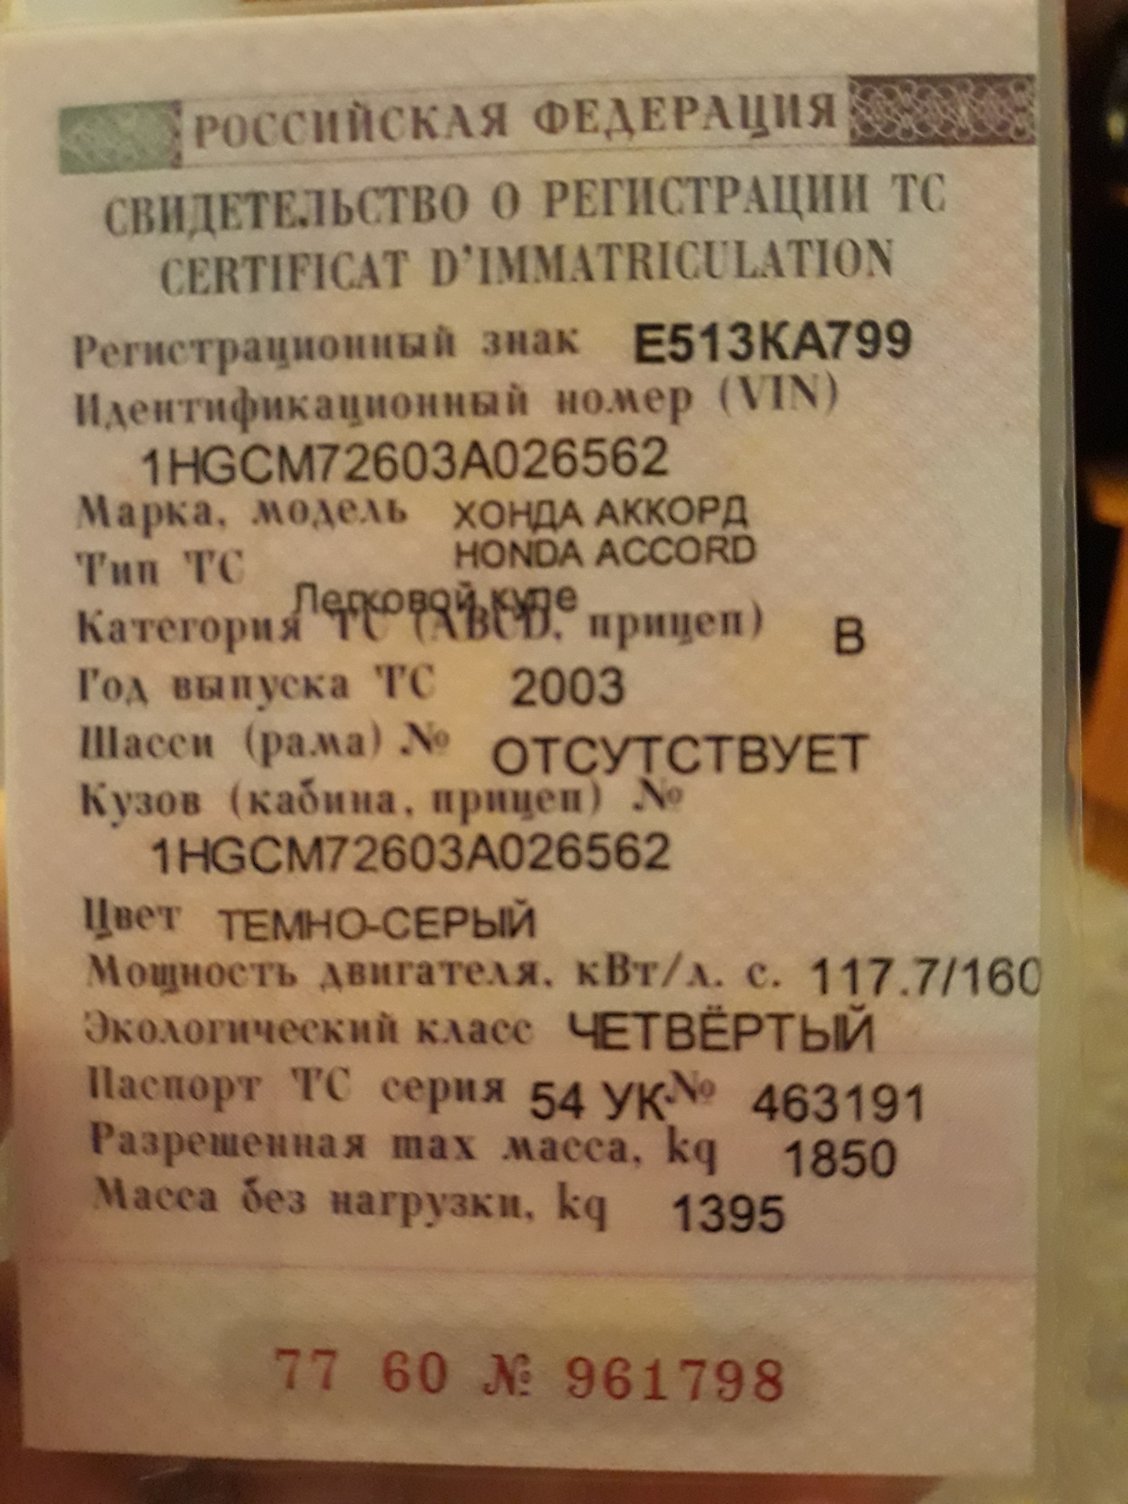 РОССИЙСКАЯ ФЕДЕРАЦИЯ
СВИДЕТЕЛЬСТВО О РЕГИСТРАЦИИ ТС
CERTIFICAT D'IMMATRICULATION
Регистрационный знак Е513КА799
Идентификационный номер (VIN)
1HGCM72603A026562
Марка, модель ХОНДА АККОРД
HONDA ACCORD
Тип ТС
Легковой купе
Категория ТС (ABCD, прицеп) B
Год выпуска ТС 2003
Шасси (рама) № ОТСУТСТВУЕТ
Кузов (кабина, прицеп) №
1HGCM72603A026562
Цвет ТЕМНО-СЕРЫЙ
Мощность двигателя, кВт/л. с. 117.7/160
Экологический класс ЧЕТВЁРТЫЙ
Паспорт ТС серия 54 УК № 463191
Разрешенная max масса, kq 1850
Масса без нагрузки, kq 1395
77 60 № 961798